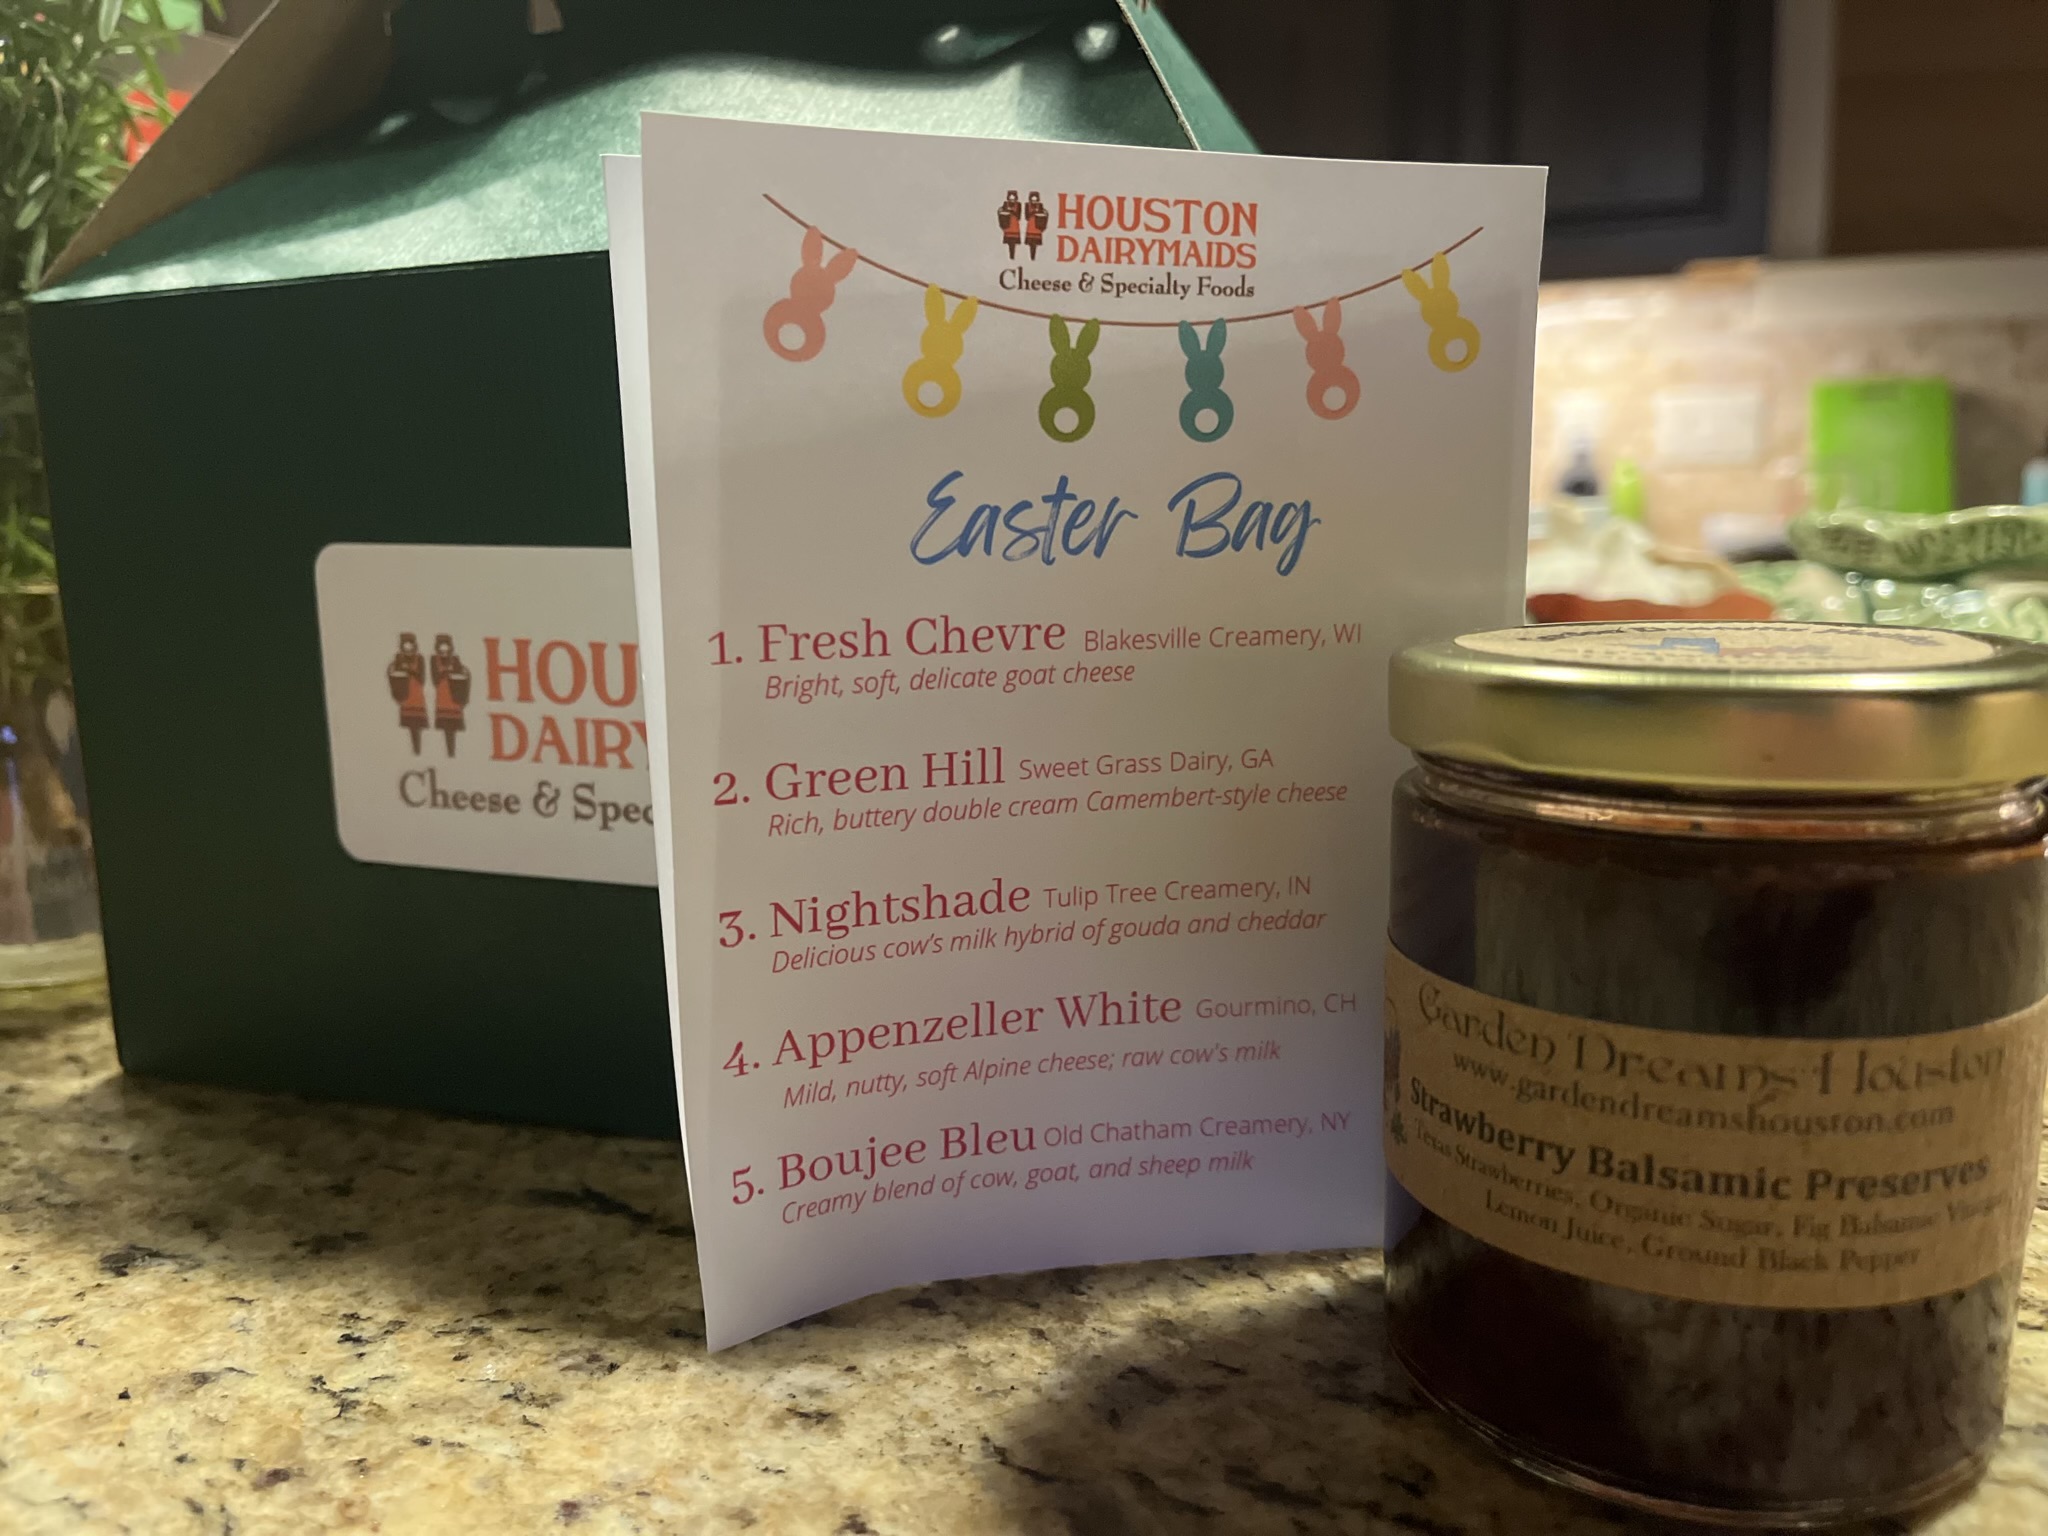 HOUSTON
DAIRYMAIDS
Cheese & Specialty Foods
Easter Bag
1. Fresh Chevre Blakesville Creamery, WI
Bright, soft, delicate goat cheese
2. Green Hill Sweet Grass Dairy, GA
Rich, buttery double cream Camembert-style cheese
3. Nightshade Tulip Tree Creamery, IN
Delicious cow's milk hybrid of gouda and cheddar
4. Appenzeller White Gourmino, CH
Mild, nutty, soft Alpine cheese; raw cow's milk
5. Boujee Bleu Old Chatham Creamery, NY
Creamy blend of cow, goat, and sheep milk
HOU
DAIRY
Cheese & Spec
Garden Dreams Houston
www.gardendreamshouston.com
Strawberry Balsamic Preserves
Texas Strawberries, Organic Sugar, Fig Balsamic Vinegar
Lemon Juice, Ground Black Pepper